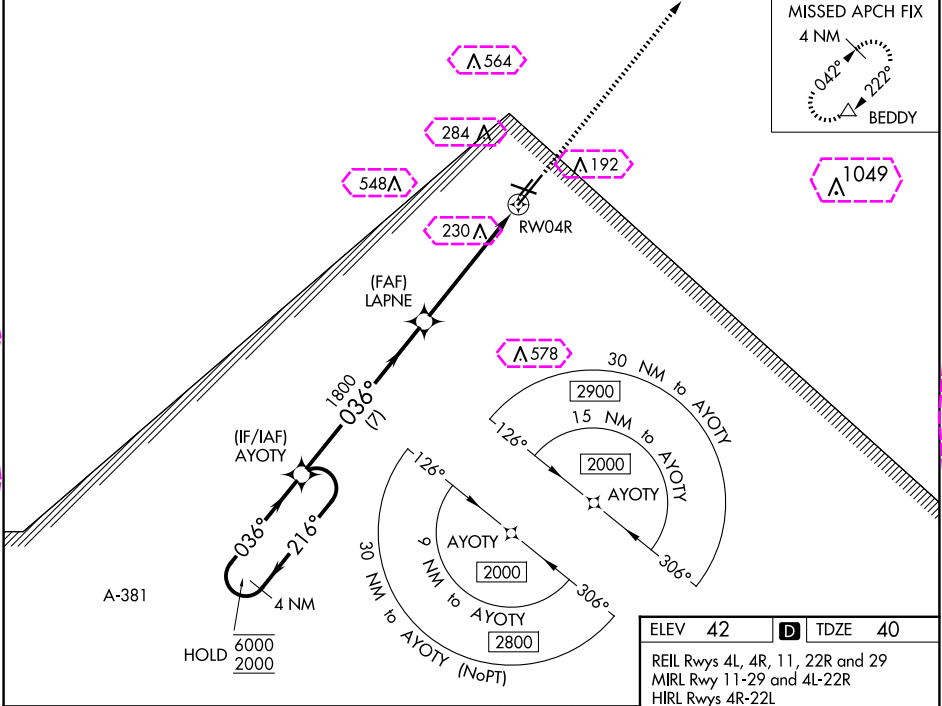 MISSED APCH FIX
4 NM
042°
222°
BEDDY
564
284
192
548
1049
230
RW04R
(FAF)
LAPNE
578
30 NM to AYOTY
2900
15 NM to AYOTY
2000
126°
AYOTY
306°
1800
036°
(7)
(IF/IAF)
AYOTY
036°
216°
4 NM
A-381
HOLD 6000
2000
126°
AYOTY
2000
9 NM to AYOTY
306°
2800
30 NM to AYOTY (NoPT)
ELEV 42 D TDZE 40
REIL Rwys 4L, 4R, 11, 22R and 29
MIRL Rwy 11-29 and 4L-22R
HIRL Rwys 4R-22L